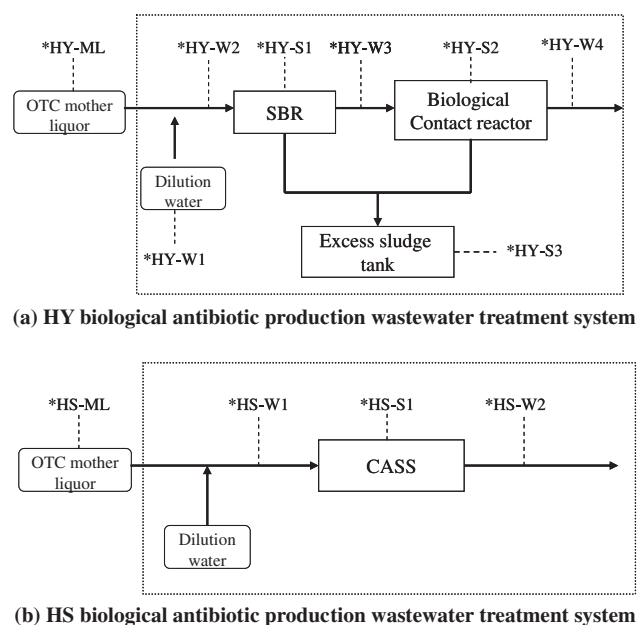 *HY-ML
*HY-W2
*HY-S1
*HY-W3
*HY-S2
*HY-W4
OTC mother
liquor
SBR
Biological
Contact reactor
Dilution
water
*HY-W1
Excess sludge
tank
*HY-S3
(a) HY biological antibiotic production wastewater treatment system
*HS-ML
*HS-W1
*HS-S1
*HS-W2
OTC mother
liquor
CASS
Dilution
water
(b) HS biological antibiotic production wastewater treatment system